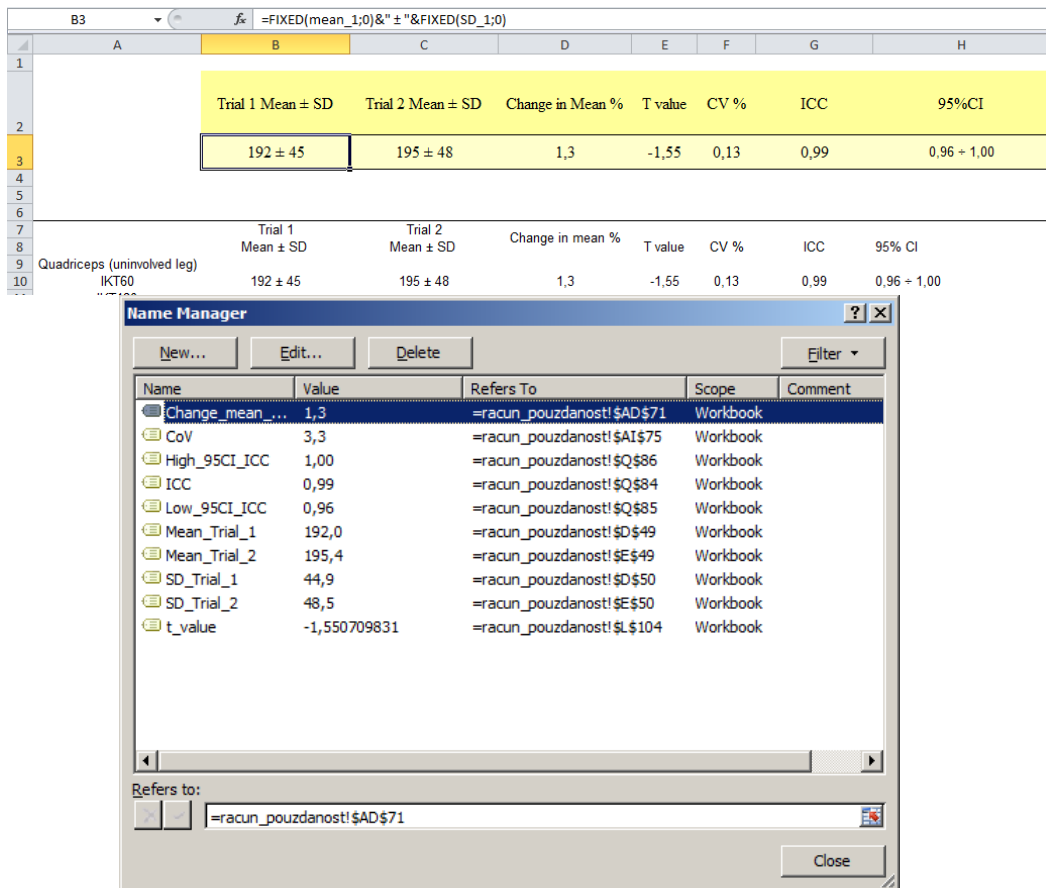 B3 fx =FIXED(mean_1;0)&" ± "&FIXED(SD_1;0)
A B C D E F G H
1
Trial 1 Mean ± SD Trial 2 Mean ± SD Change in Mean % T value CV % ICC 95%CI
2
3 192 ± 45 195 ± 48 1,3 -1,55 0,13 0,99 0,96 ÷ 1,00
4
5
6
7 Trial 1 Trial 2
Change in mean %
8 Mean ± SD Mean ± SD T value CV % ICC 95% CI
9 Quadriceps (uninvolved leg)
10 IKT60 192 ± 45 195 ± 48 1,3 -1,55 0,13 0,99 0,96 ÷ 1,00
Name Manager
New... Edit... Delete Filter
Name Value Refers To Scope Comment
Change_mean_... 1,3 =racun_pouzdanost!$AD$71 Workbook
CoV 3,3 =racun_pouzdanost!$AI$75 Workbook
High_95CI_ICC 1,00 =racun_pouzdanost!$Q$86 Workbook
ICC 0,99 =racun_pouzdanost!$Q$84 Workbook
Low_95CI_ICC 0,96 =racun_pouzdanost!$Q$85 Workbook
Mean_Trial_1 192,0 =racun_pouzdanost!$D$49 Workbook
Mean_Trial_2 195,4 =racun_pouzdanost!$E$49 Workbook
SD_Trial_1 44,9 =racun_pouzdanost!$D$50 Workbook
SD_Trial_2 48,5 =racun_pouzdanost!$E$50 Workbook
t_value -1,550709831 =racun_pouzdanost!$L$104 Workbook
Refers to:
=racun_pouzdanost!$AD$71
Close